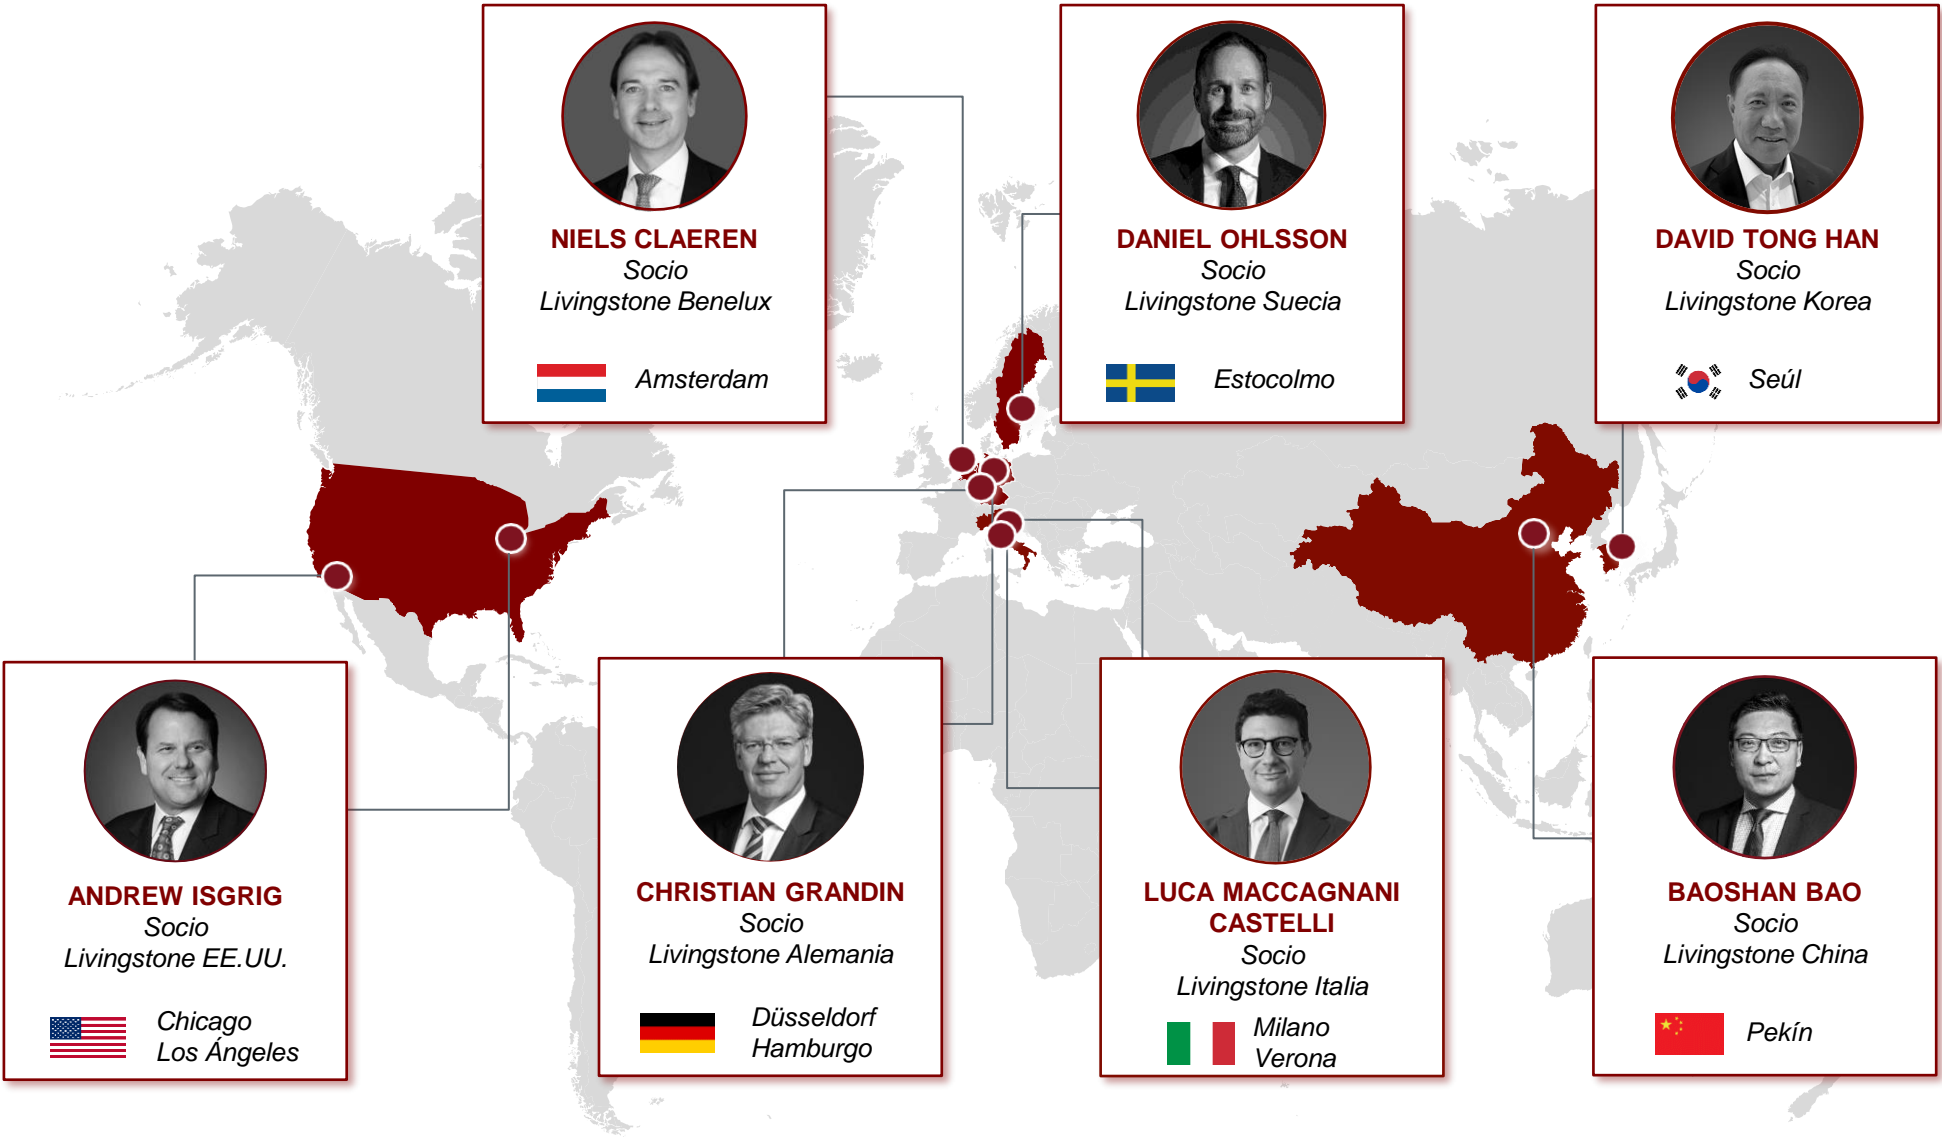 NIELS CLAEREN
Socio
Livingstone Benelux
Amsterdam
DANIEL OHLSSON
Socio
Livingstone Suecia
Estocolmo
DAVID TONG HAN
Socio
Livingstone Korea
Seúl
ANDREW ISGRIG
Socio
Livingstone EE.UU.
Chicago
Los Ángeles
CHRISTIAN GRANDIN
Socio
Livingstone Alemania
Düsseldorf
Hamburgo
LUCA MACCAGNANI
CASTELLI
Socio
Livingstone Italia
Milano
Verona
BAOSHAN BAO
Socio
Livingstone China
Pekín